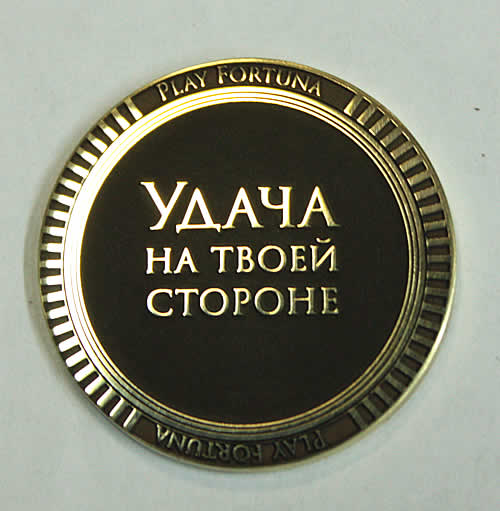 PLAY FORTUNA
УДАЧА
НА ТВОЕЙ
СТОРОНЕ
PLAY FORTUNA